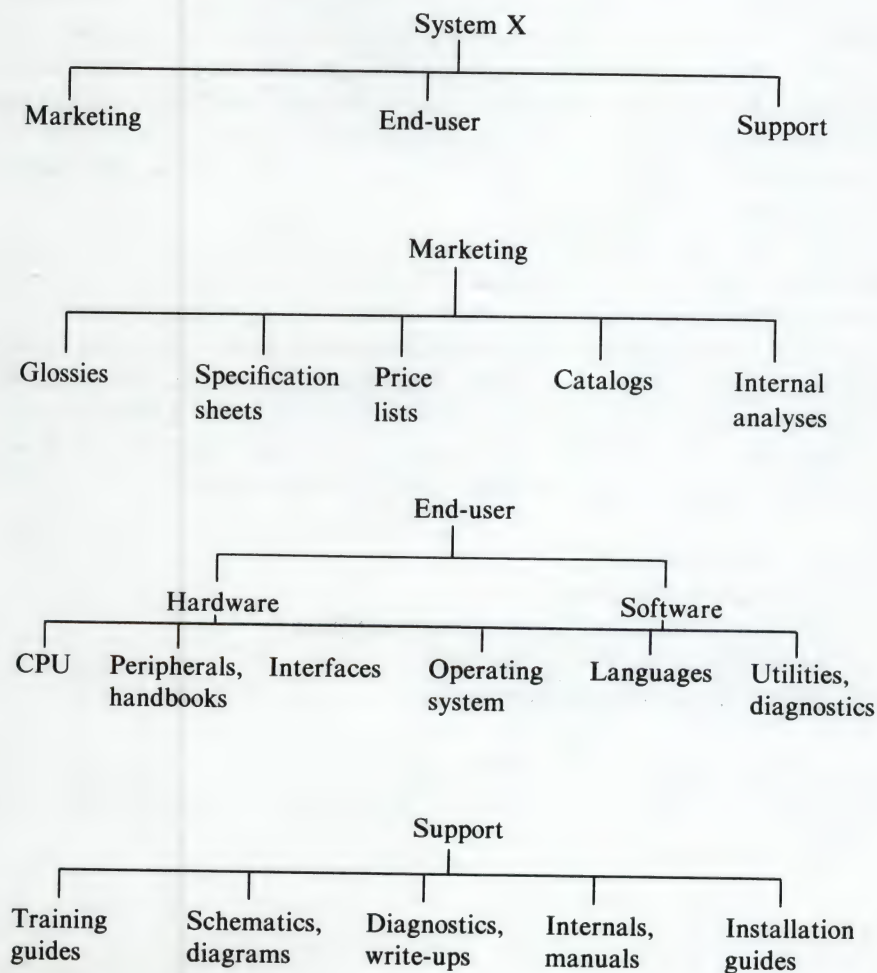 System X
Marketing End-user Support
Marketing
Glossies Specification Price Catalogs Internal
sheets lists analyses
End-user
Hardware Software
CPU Peripherals, Interfaces Operating Languages Utilities,
handbooks system diagnostics
Support
Training Schematics, Diagnostics, Internals, Installation
guides diagrams write-ups manuals guides